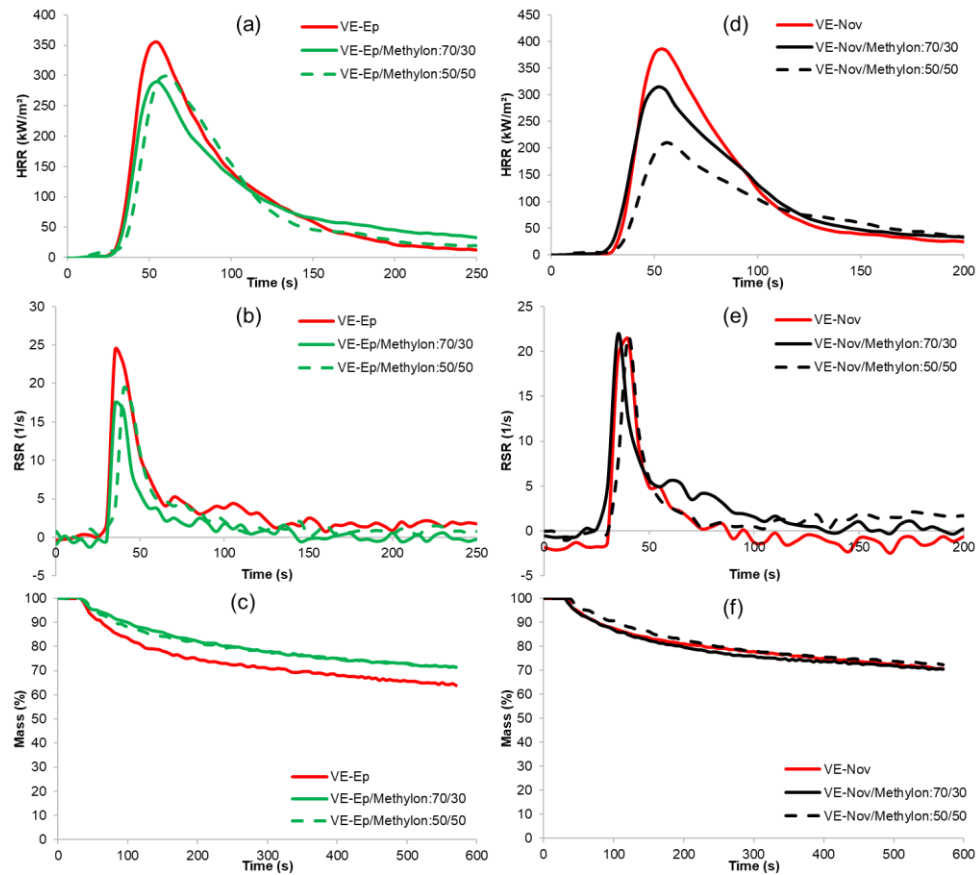 (a)
HRR (kW/m²)
400
350
300
250
200
150
100
50
0
0 50 100 150 200 250
Time (s)
VE-Ep
VE-Ep/Methylon:70/30
VE-Ep/Methylon:50/50
(d)
HRR (kW/m²)
450
400
350
300
250
200
150
100
50
0
0 50 100 150 200
Time (s)
VE-Nov
VE-Nov/Methylon:70/30
VE-Nov/Methylon:50/50
(b)
RSR (1/s)
30
25
20
15
10
5
0
-5
0 50 100 150 200 250
Time (s)
VE-Ep
VE-Ep/Methylon:70/30
VE-Ep/Methylon:50/50
(e)
RSR (1/s)
25
20
15
10
5
0
-5
0 50 100 150 200
Time (s)
VE-Nov
VE-Nov/Methylon:70/30
VE-Nov/Methylon:50/50
(c)
Mass (%)
100
90
80
70
60
50
40
30
20
10
0
0 100 200 300 400 500 600
Time (s)
VE-Ep
VE-Ep/Methylon:70/30
VE-Ep/Methylon:50/50
(f)
Mass (%)
100
90
80
70
60
50
40
30
20
10
0
0 100 200 300 400 500 600
Time (s)
VE-Nov
VE-Nov/Methylon:70/30
VE-Nov/Methylon:50/50